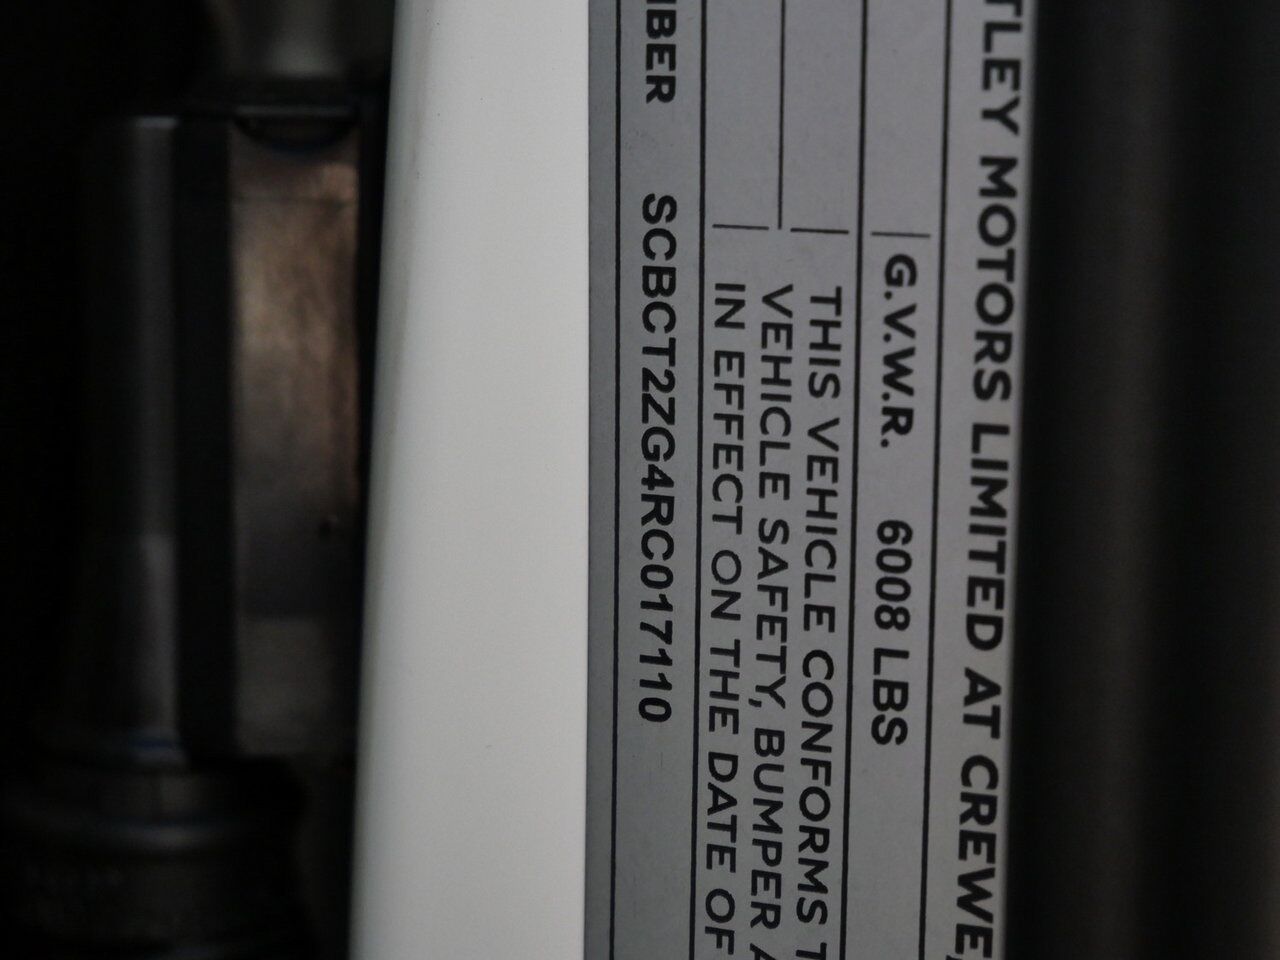 TLEY MOTORS LIMITED AT CREWE,
G.V.W.R. 6008 LBS
THIS VEHICLE CONFORMS T
VEHICLE SAFETY, BUMPER A
IN EFFECT ON THE DATE OF
MBER SCBCT2ZG4RC017110